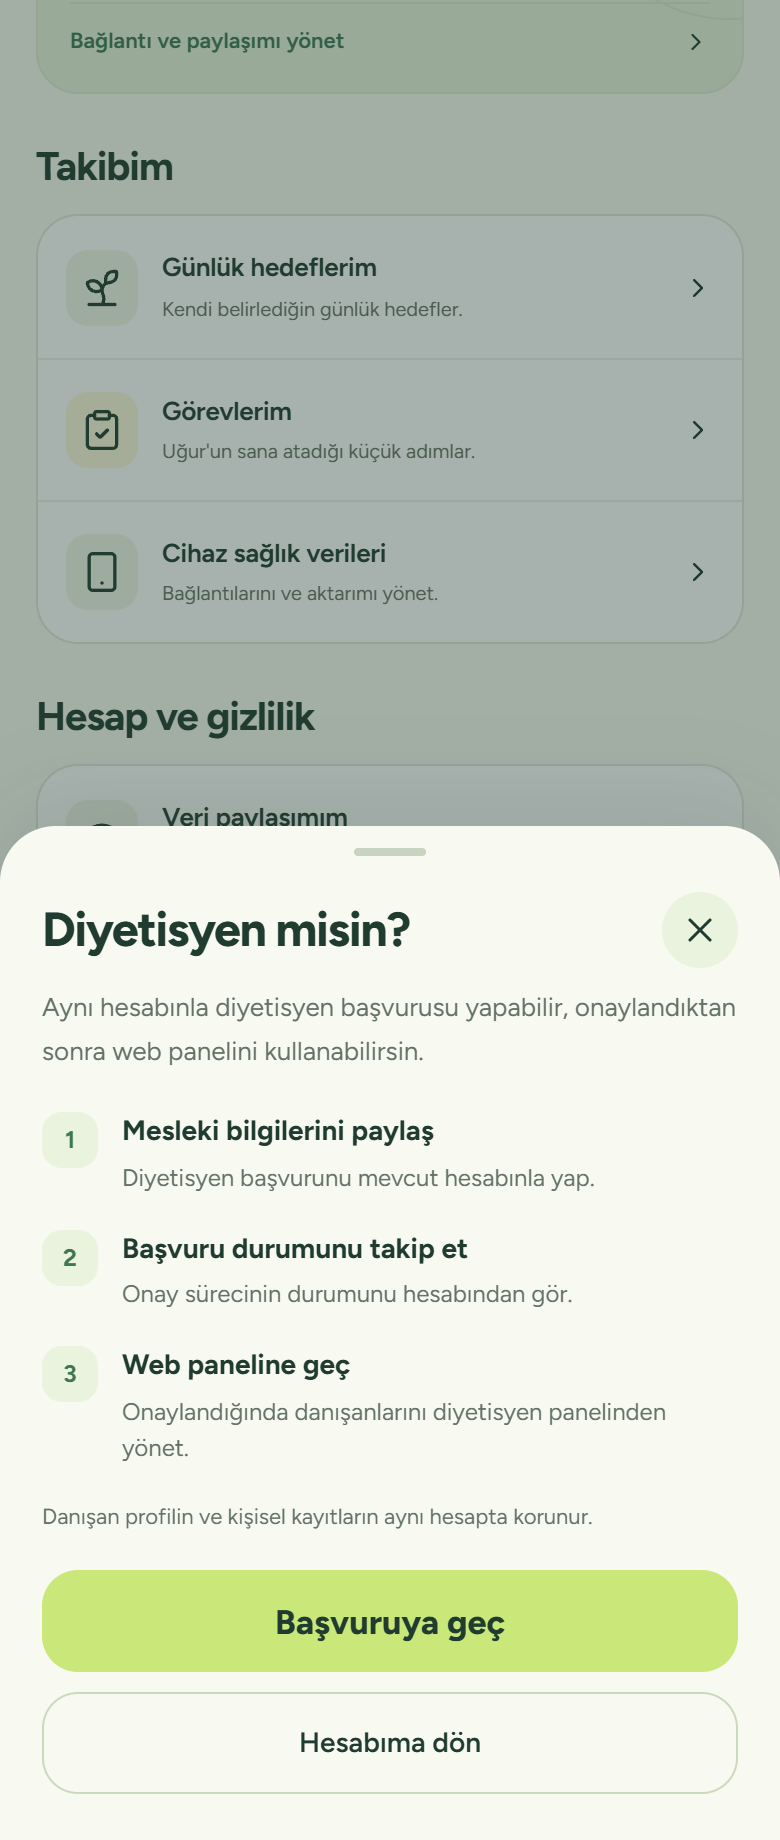 Bağlantı ve paylaşımı yönet
Takibim
Günlük hedeflerim
Kendi belirlediğin günlük hedefler.
Görevlerim
Uğur'un sana atadığı küçük adımlar.
Cihaz sağlık verileri
Bağlantılarını ve aktarımı yönet.
Hesap ve gizlilik
Veri paylaşımım
Diyetisyen misin?
Aynı hesabınla diyetisyen başvurusu yapabilir, onaylandıktan
sonra web panelini kullanabilirsin.
1
Mesleki bilgilerini paylaş
Diyetisyen başvurunu mevcut hesabınla yap.
2
Başvuru durumunu takip et
Onay sürecinin durumunu hesabından gör.
3
Web paneline geç
Onaylandığında danışanlarını diyetisyen panelinden
yönet.
Danışan profilin ve kişisel kayıtların aynı hesapta korunur.
Başvuruya geç
Hesabıma dön